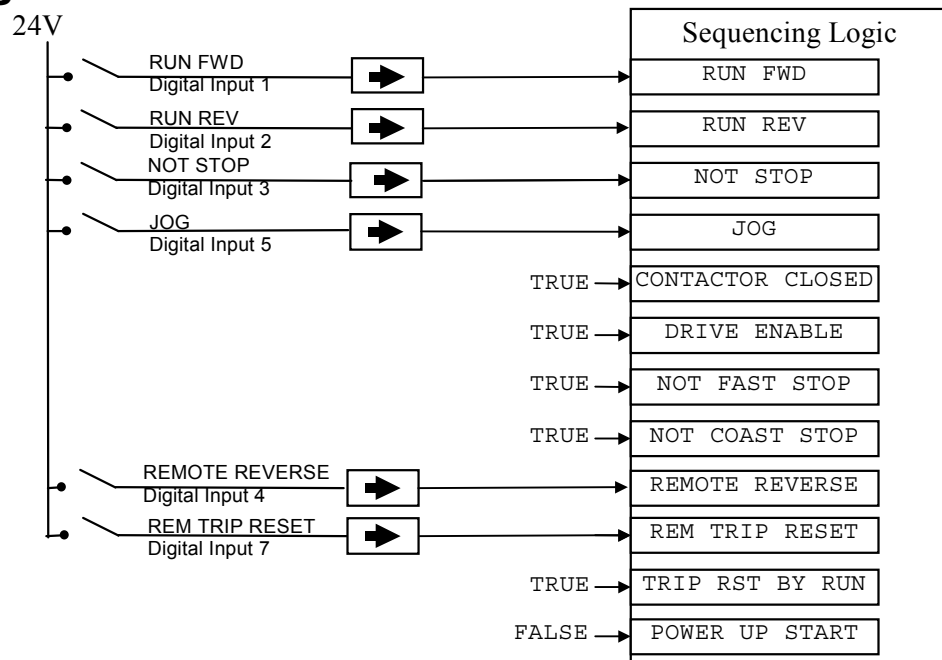 24V
Sequencing Logic
RUN FWD
Digital Input 1
RUN FWD
RUN REV
Digital Input 2
RUN REV
NOT STOP
Digital Input 3
NOT STOP
JOG
Digital Input 5
JOG
TRUE CONTACTOR CLOSED
TRUE DRIVE ENABLE
TRUE NOT FAST STOP
TRUE NOT COAST STOP
REMOTE REVERSE
Digital Input 4
REMOTE REVERSE
REM TRIP RESET
Digital Input 7
REM TRIP RESET
TRUE TRIP RST BY RUN
FALSE POWER UP START